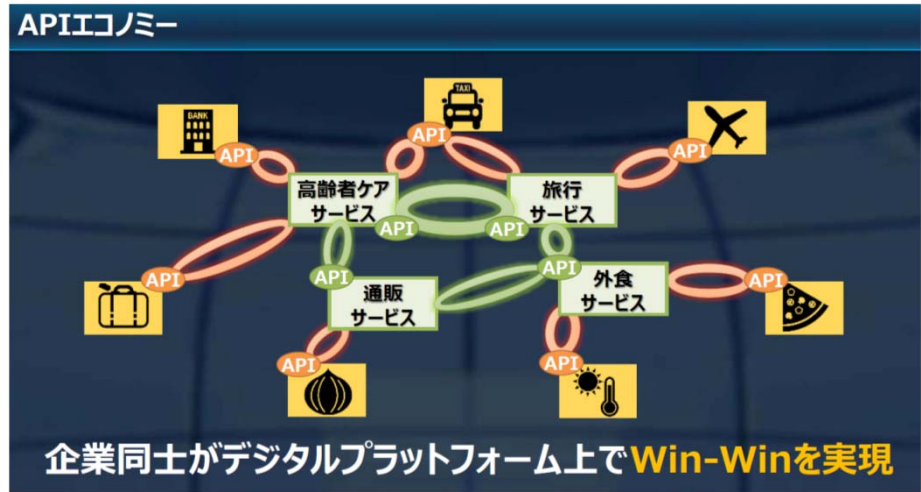 APIエコノミー
TAXI
BANK
API
API
API
高齢者ケア
サービス
旅行
サービス
API
API
API
API
API
通販
サービス
外食
サービス
API
API
API
企業同士がデジタルプラットフォーム上でWin-Winを実現